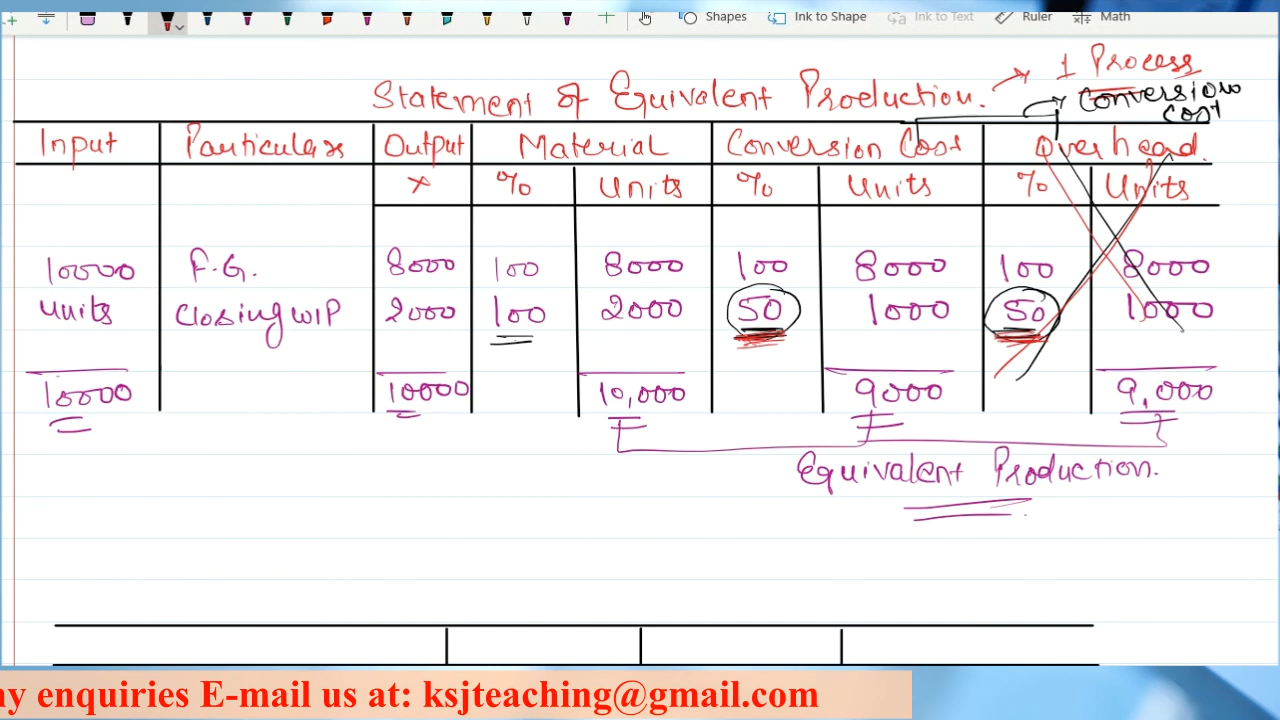 Shapes Ink to Shape Ink to Text Ruler Math
Statement of Equivalent Production. → 1 Process
Conversion
Cost
Input Particulars Output Material Conversion Cost Overhead.
x % Units % Units % Units
10000 F.G. 8000 100 8000 100 8000 100 8000
units closing WIP 2000 100 2000 50 1000 50 1000
10000 10000 10,000 9000 9,000
Equivalent Production.
ny enquiries E-mail us at: ksjteaching@gmail.com